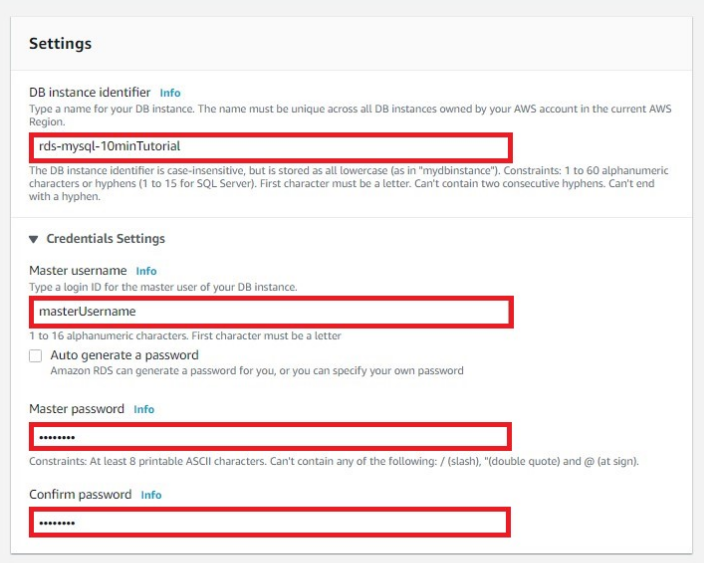 Settings
DB instance identifier Info
Type a name for your DB instance. The name must be unique across all DB instances owned by your AWS account in the current AWS
Region.
rds-mysql-10minTutorial
The DB instance identifier is case-insensitive, but is stored as all lowercase (as in "mydbinstance"). Constraints: 1 to 60 alphanumeric
characters or hyphens (1 to 15 for SQL Server). First character must be a letter. Can't contain two consecutive hyphens. Can't end
with a hyphen.
Credentials Settings
Master username Info
Type a login ID for the master user of your DB instance.
masterUsername
1 to 16 alphanumeric characters. First character must be a letter
Auto generate a password
Amazon RDS can generate a password for you, or you can specify your own password
Master password Info
••••••••
Constraints: At least 8 printable ASCII characters. Can't contain any of the following: / (slash), "(double quote) and @ (at sign).
Confirm password Info
••••••••